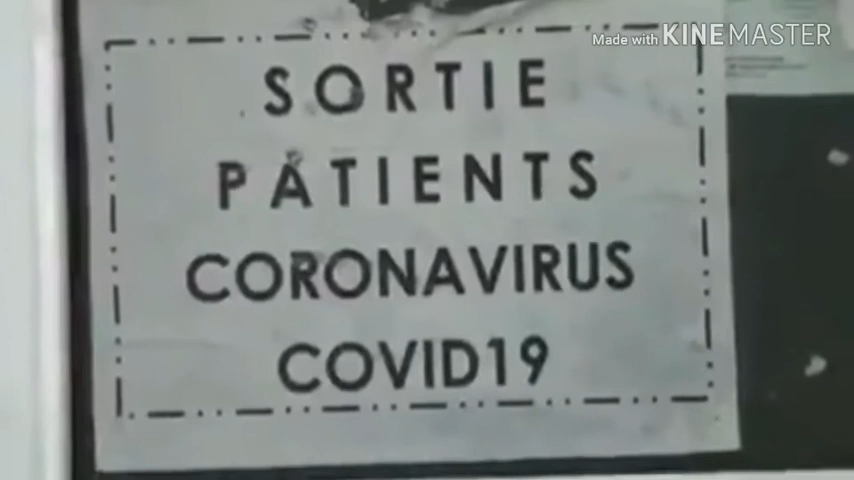 Made with KINEMASTER
SORTIE
PATIENTS
CORONAVIRUS
COVID19